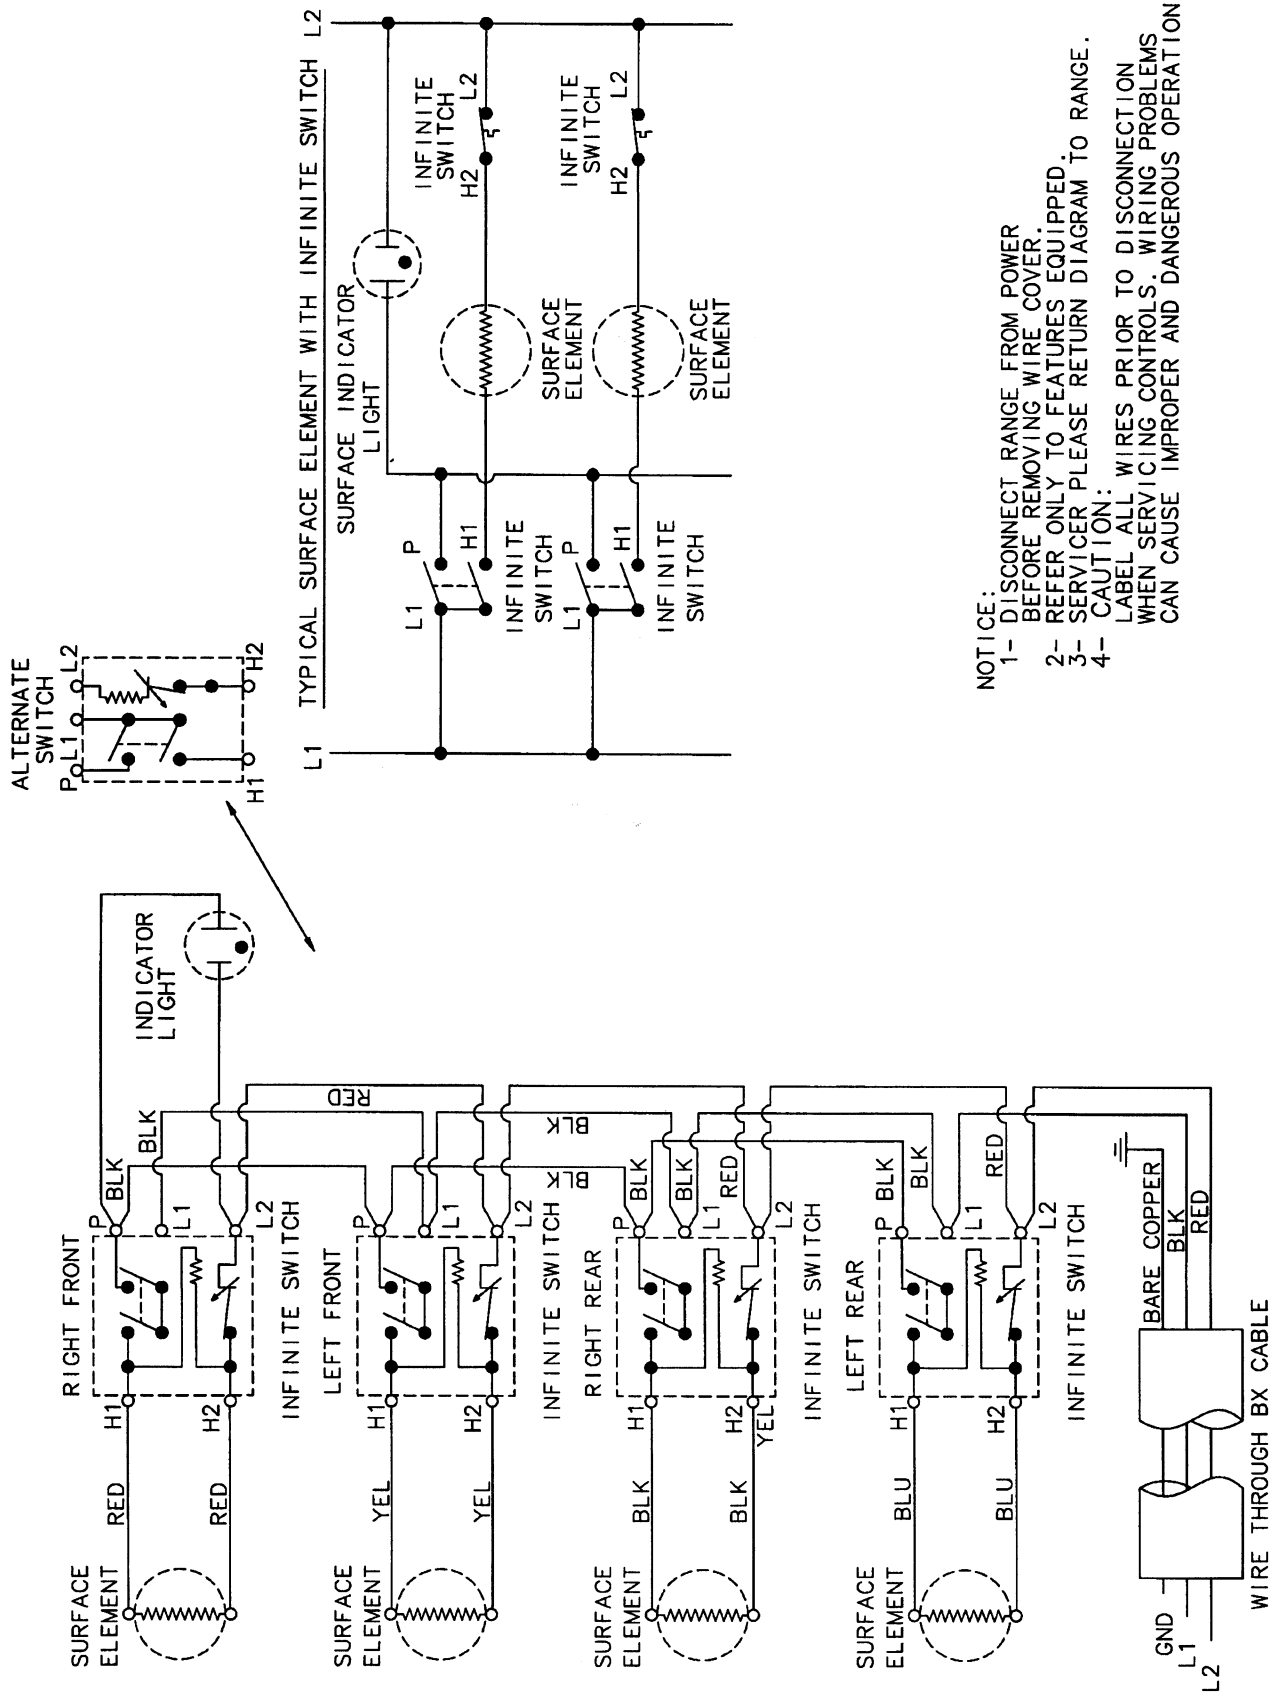 SURFACE
ELEMENT
RED
RED
H1
H2
RIGHT FRONT
INFINITE SWITCH
P
L1
L2
BLK
BLK
RED
INDICATOR
LIGHT
ALTERNATE
SWITCH
P
L1
L2
H1
H2
SURFACE
ELEMENT
YEL
YEL
H1
H2
LEFT FRONT
INFINITE SWITCH
P
L1
L2
BLK
BLK
SURFACE
ELEMENT
BLK
BLK
H1
H2
YEL
RIGHT REAR
INFINITE SWITCH
P
L1
L2
BLK
BLK
RED
SURFACE
ELEMENT
BLU
BLU
H1
H2
LEFT REAR
INFINITE SWITCH
P
L1
L2
BLK
BLK
RED
GND
L1
L2
WIRE THROUGH BX CABLE
BARE COPPER
BLK
RED
TYPICAL SURFACE ELEMENT WITH INFINITE SWITCH
L1
L2
SURFACE INDICATOR
LIGHT
L1
P
H1
INFINITE
SWITCH
SURFACE
ELEMENT
INFINITE
SWITCH
H2
L2
L1
P
H1
INFINITE
SWITCH
SURFACE
ELEMENT
INFINITE
SWITCH
H2
L2
NOTICE:
1- DISCONNECT RANGE FROM POWER
BEFORE REMOVING WIRE COVER.
2- REFER ONLY TO FEATURES EQUIPPED.
3- SERVICER PLEASE RETURN DIAGRAM TO RANGE.
4- CAUTION:
LABEL ALL WIRES PRIOR TO DISCONNECTION
WHEN SERVICING CONTROLS. WIRING PROBLEMS
CAN CAUSE IMPROPER AND DANGEROUS OPERATION